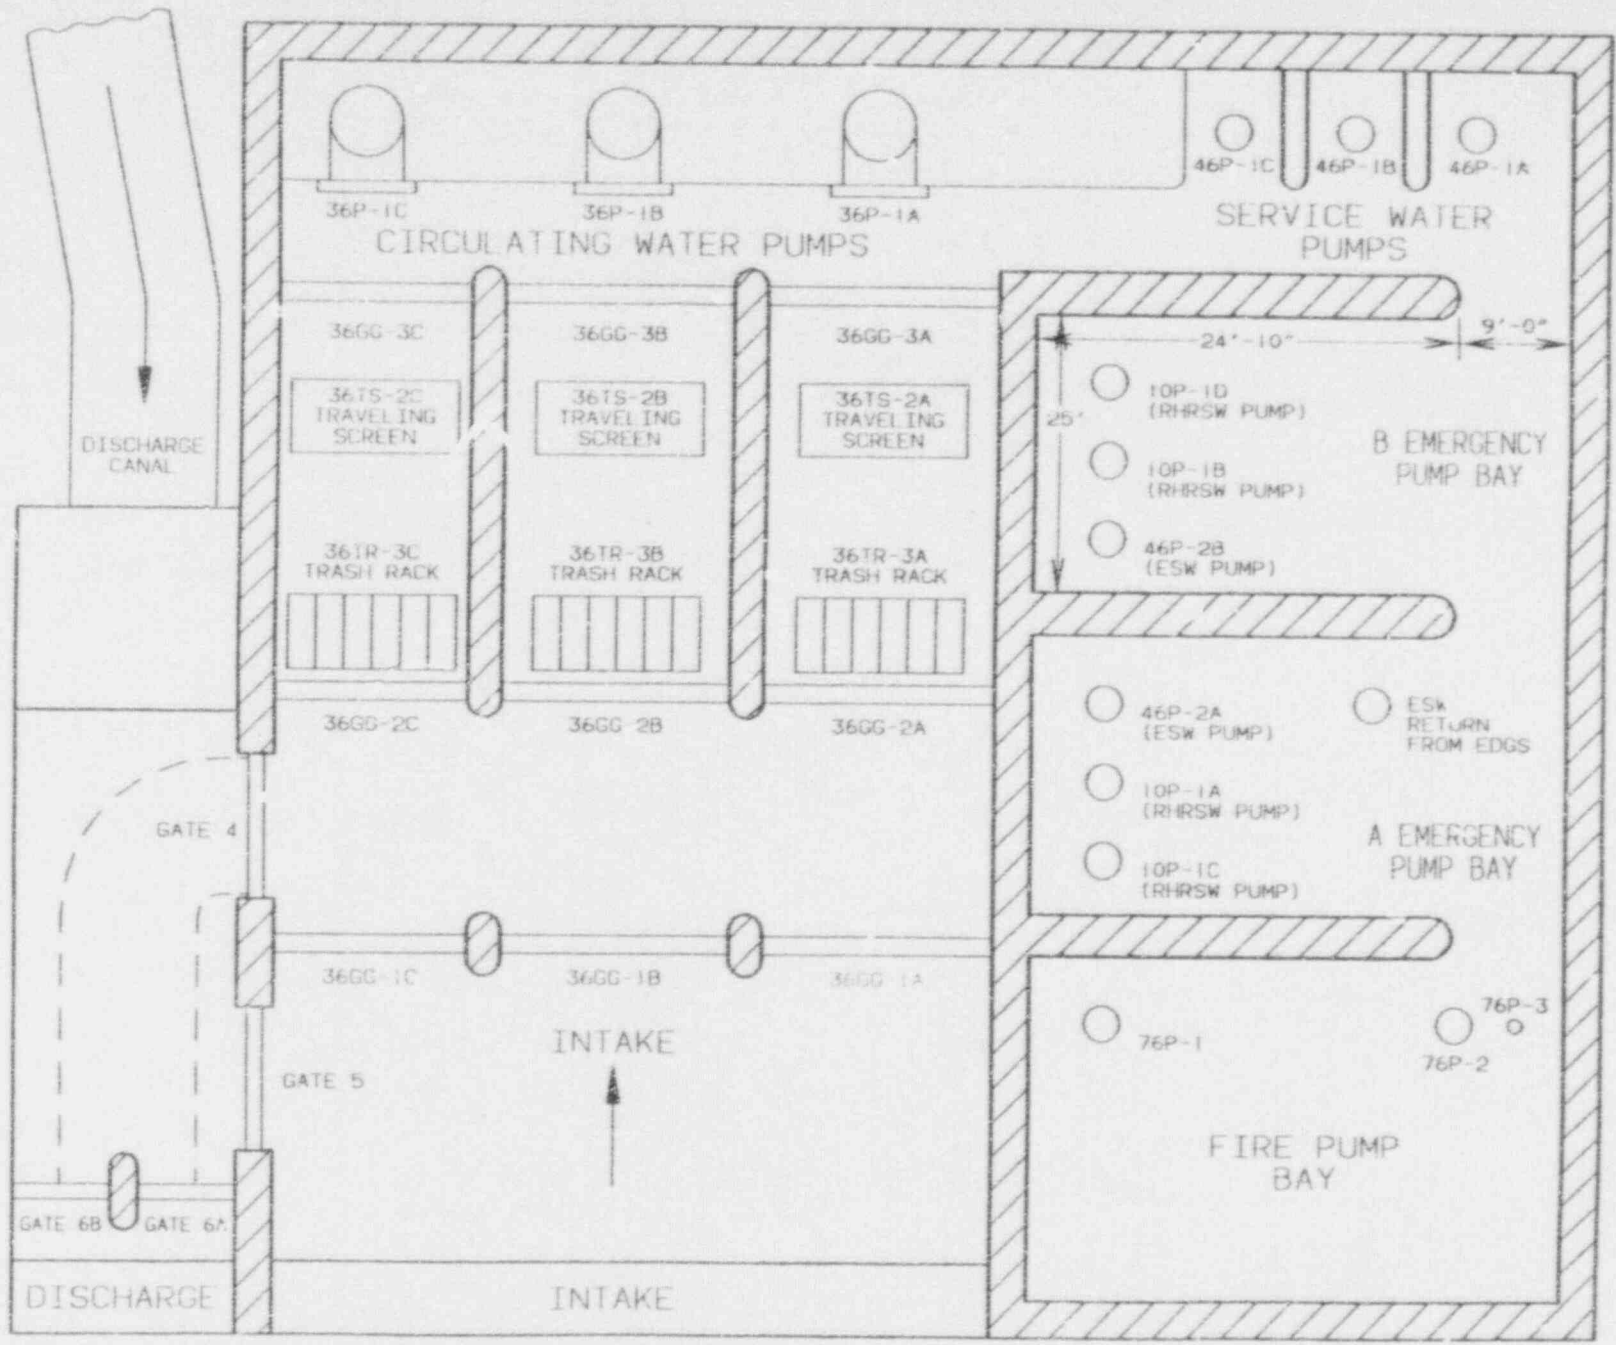 46P-1C
46P-1B
46P-1A
36P-1C
36P-1B
36P-1A
CIRCULATING WATER PUMPS
SERVICE WATER
PUMPS
36GG-3C
36GG-3B
36GG-3A
24'-10"
9'-0"
25'
36TS-2C
TRAVELING
SCREEN
36TS-2B
TRAVELING
SCREEN
36TS-2A
TRAVELING
SCREEN
10P-1D
(RHRSW PUMP)
10P-1B
(RHRSW PUMP)
46P-2B
(ESW PUMP)
B EMERGENCY
PUMP BAY
DISCHARGE
CANAL
36TR-3C
TRASH RACK
36TR-3B
TRASH RACK
36TR-3A
TRASH RACK
36GG-2C
36GG-2B
36GG-2A
46P-2A
(ESW PUMP)
10P-1A
(RHRSW PUMP)
10P-1C
(RHRSW PUMP)
ESW
RETURN
FROM EDGS
A EMERGENCY
PUMP BAY
GATE 4
36GG-1C
36GG-1B
36GG-1A
INTAKE
GATE 5
76P-1
76P-2
76P-3
FIRE PUMP
BAY
GATE 6B
GATE 6A
DISCHARGE
INTAKE